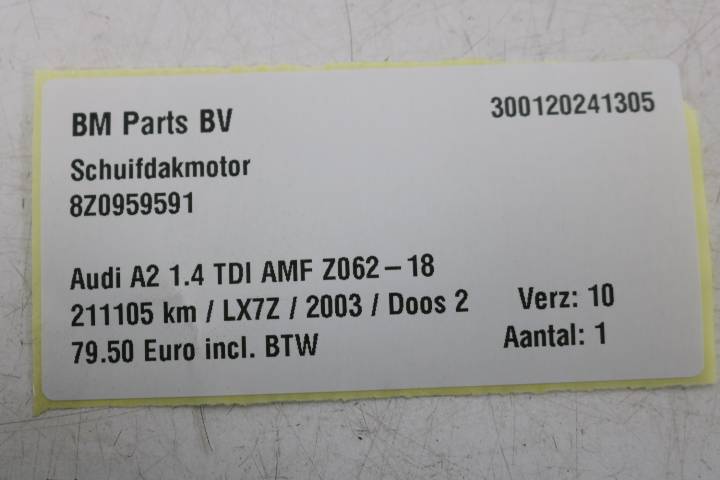 BM Parts BV 300120241305
Schuifdakmotor
8Z0959591
Audi A2 1.4 TDI AMF Z062-18
211105 km / LX7Z / 2003 / Doos 2 Verz: 10
79.50 Euro incl. BTW Aantal: 1